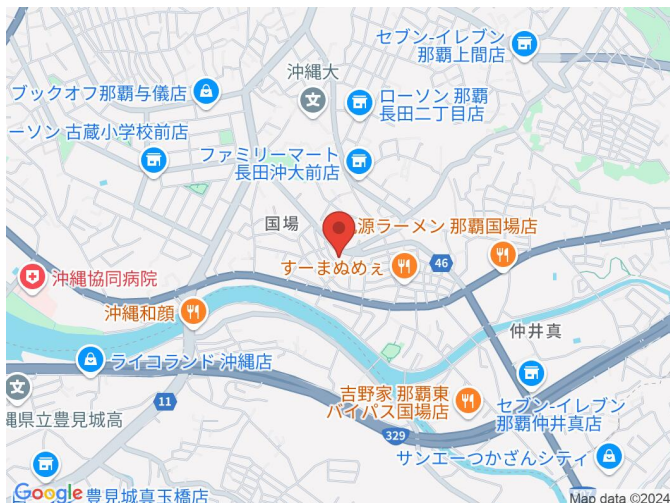 セブン-イレブン
那覇上間店
沖縄大
ブックオフ那覇与儀店
ローソン 那覇
長田二丁目店
ーソン 古蔵小学校前店
ファミリーマート
長田沖大前店
国場
源ラーメン 那覇国場店
すーまぬめぇ
46
沖縄協同病院
沖縄和顔
仲井真
ライコランド 沖縄店
縄県立豊見城高
11
吉野家 那覇東
バイパス国場店
329
セブン-イレブン
那覇仲井真店
サンエーつかざんシティ
Google
豊見城真玉橋店
Map data ©2024